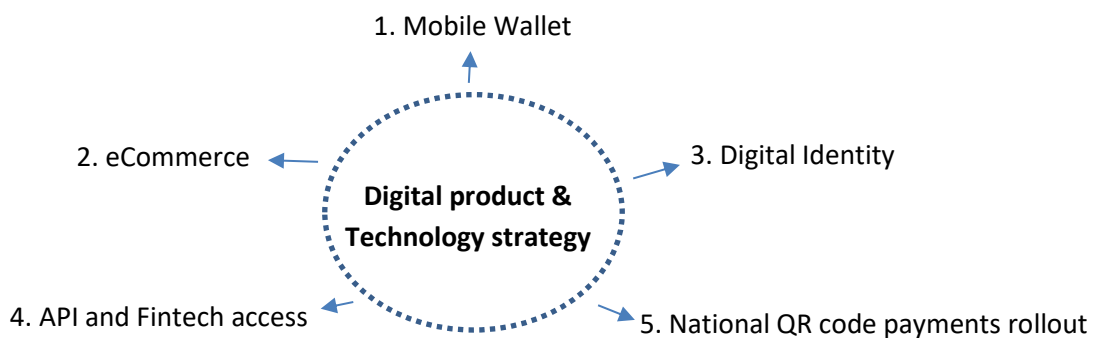 1. Mobile Wallet
2. eCommerce
3. Digital Identity
Digital product &
Technology strategy
4. API and Fintech access
5. National QR code payments rollout